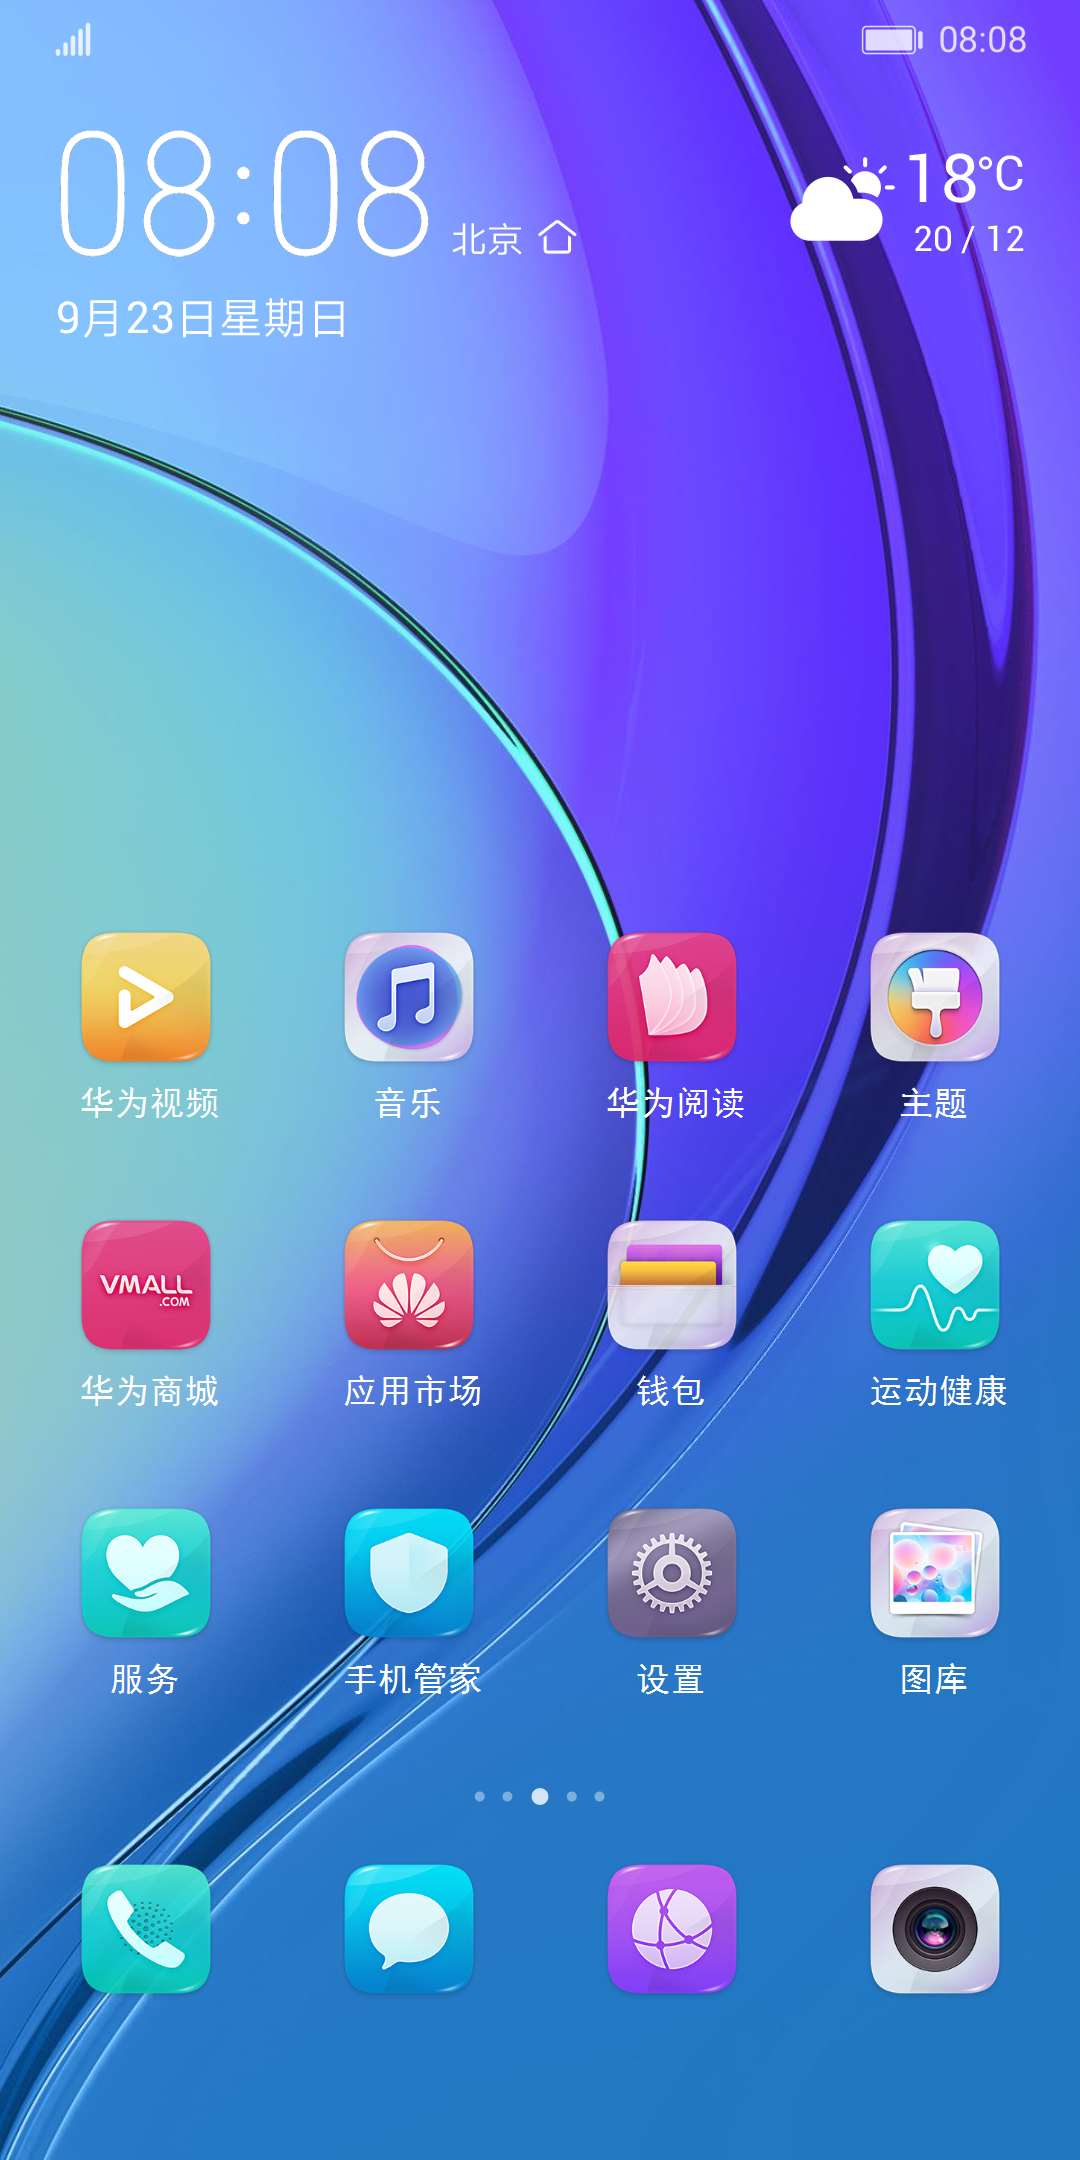 08:08
08:08
北京
18°C
20 / 12
9月23日星期日
华为视频
音乐
华为阅读
主题
VMALL
.COM
华为商城
应用市场
钱包
运动健康
服务
手机管家
设置
图库